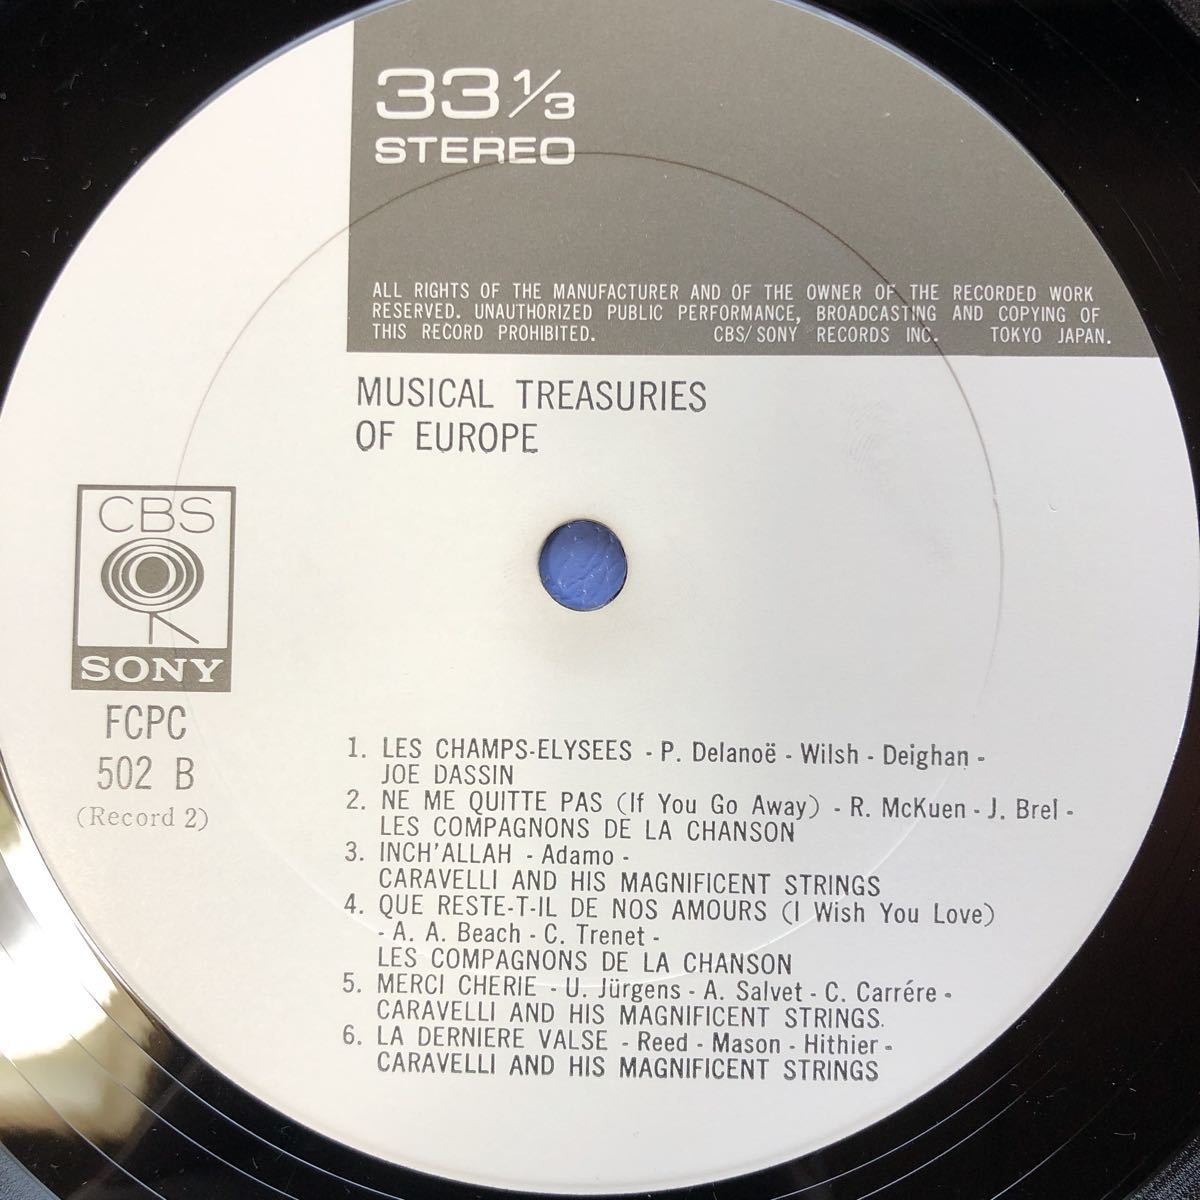 33 1/3
STEREO
ALL RIGHTS OF THE MANUFACTURER AND OF THE OWNER OF THE RECORDED WORK
RESERVED. UNAUTHORIZED PUBLIC PERFORMANCE, BROADCASTING AND COPYING OF
THIS RECORD PROHIBITED. CBS/SONY RECORDS INC. TOKYO JAPAN.
MUSICAL TREASURIES
OF EUROPE
CBS
SONY
FCPC
502 B
(Record 2)
1. LES CHAMPS-ELYSEES - P. Delanoë - Wilsh - Deighan -
JOE DASSIN
2. NE ME QUITTE PAS (If You Go Away) - R. McKuen - J. Brel -
LES COMPAGNONS DE LA CHANSON
3. INCH'ALLAH - Adamo -
CARAVELLI AND HIS MAGNIFICENT STRINGS
4. QUE RESTE-T-IL DE NOS AMOURS (I Wish You Love)
- A. A. Beach - C. Trenet -
LES COMPAGNONS DE LA CHANSON
5. MERCI CHERIE - U. Jürgens - A. Salvet - C. Carrére -
CARAVELLI AND HIS MAGNIFICENT STRINGS.
6. LA DERNIERE VALSE - Reed - Mason - Hithier -
CARAVELLI AND HIS MAGNIFICENT STRINGS